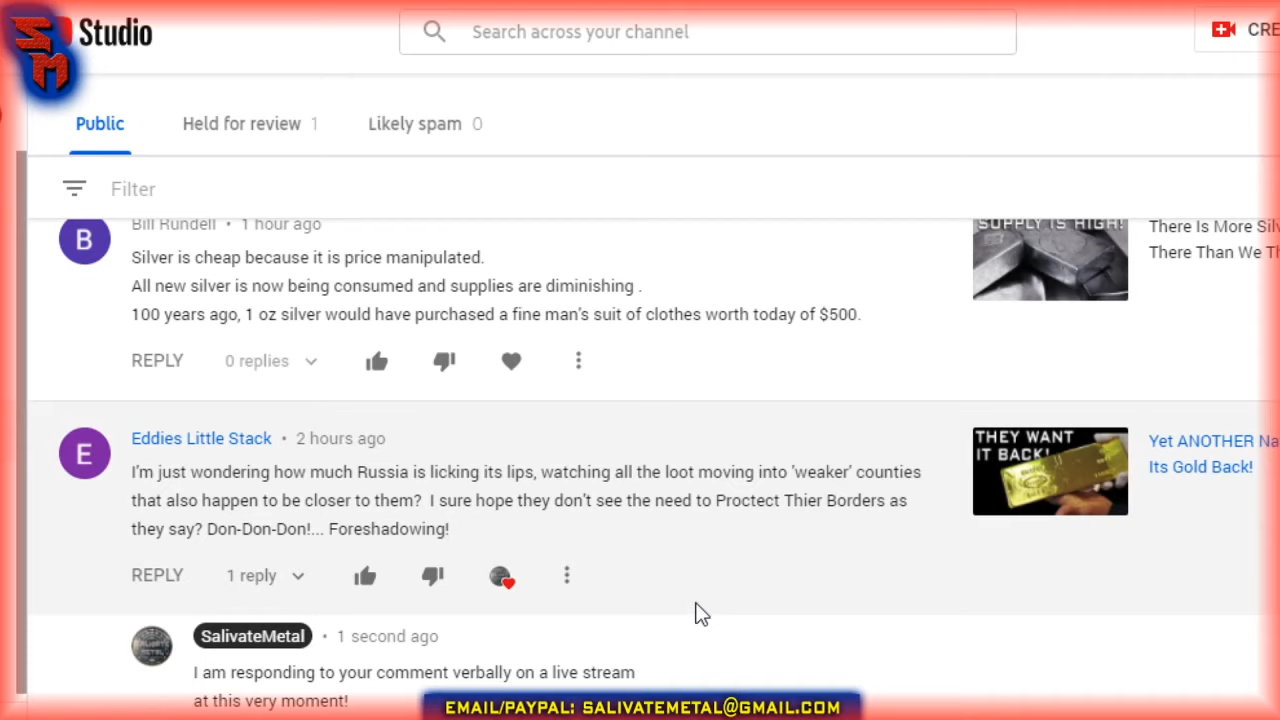 SM Studio
Search across your channel
CRE
Public Held for review 1 Likely spam 0
Filter
B
Bill Rundell • 1 hour ago
Silver is cheap because it is price manipulated.
All new silver is now being consumed and supplies are diminishing .
100 years ago, 1 oz silver would have purchased a fine man's suit of clothes worth today of $500.
SUPPLY IS HIGH!
There Is More Silv
There Than We Th
REPLY 0 replies
E
Eddies Little Stack • 2 hours ago
I'm just wondering how much Russia is licking its lips, watching all the loot moving into 'weaker' counties
that also happen to be closer to them? I sure hope they don't see the need to Proctect Thier Borders as
they say? Don-Don-Don!... Foreshadowing!
THEY WANT
IT BACK!
Yet ANOTHER Na
Its Gold Back!
REPLY 1 reply
SalivateMetal • 1 second ago
I am responding to your comment verbally on a live stream
at this very moment!
EMAIL/PAYPAL: SALIVATEMETAL@GMAIL.COM